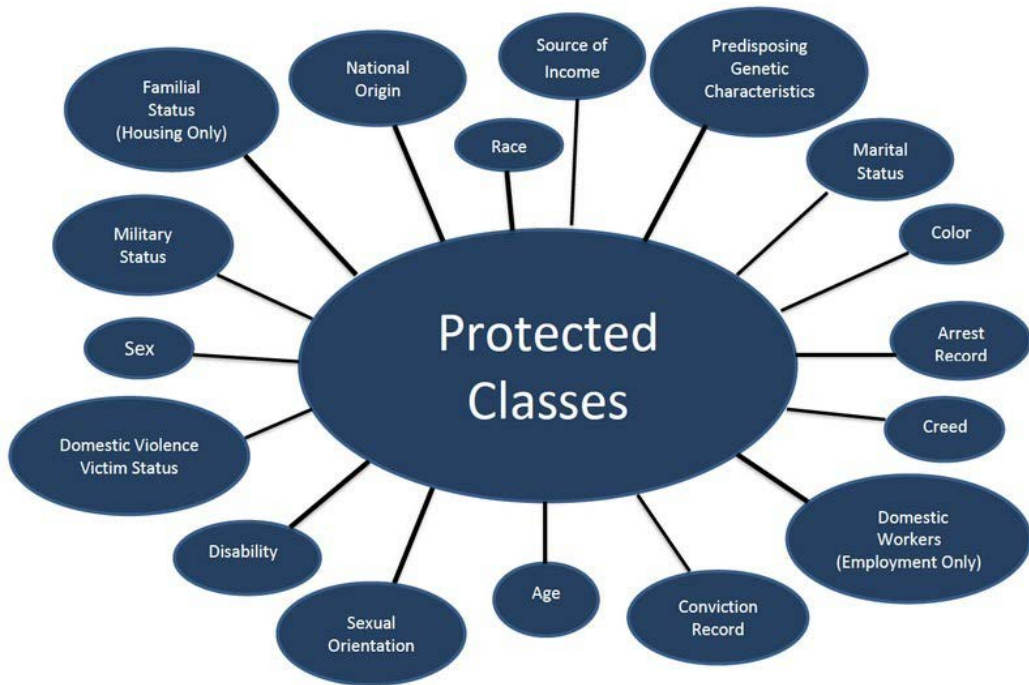 Protected
Classes
Familial
Status
(Housing Only)
National
Origin
Race
Source of
Income
Predisposing
Genetic
Characteristics
Marital
Status
Color
Arrest
Record
Creed
Domestic
Workers
(Employment Only)
Conviction
Record
Age
Sexual
Orientation
Disability
Domestic Violence
Victim Status
Sex
Military
Status